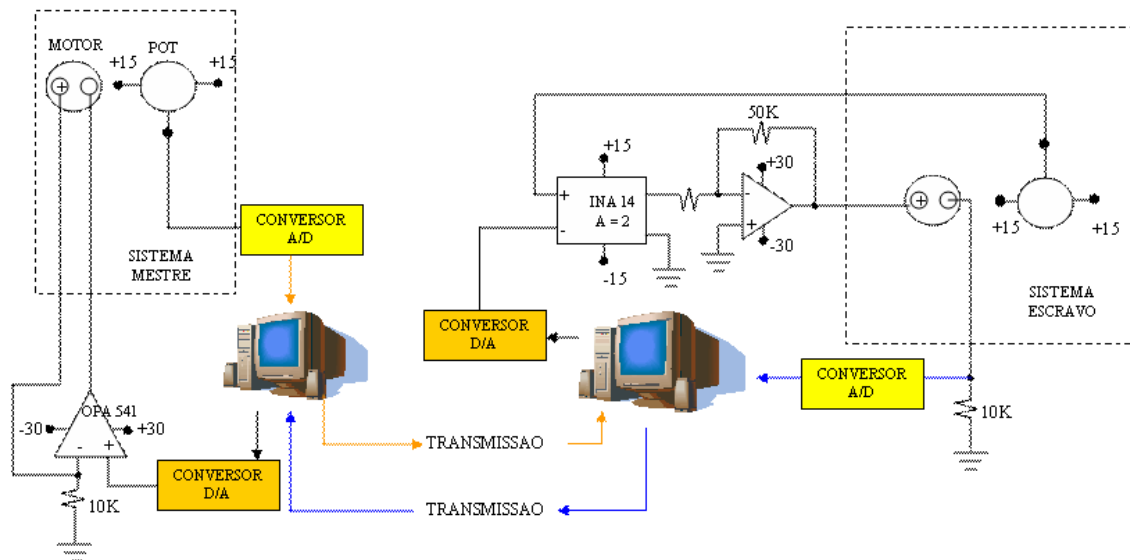 MOTOR
POT
+15
+15
SISTEMA
MESTRE
CONVERSOR
A/D
OPA 541
-30
+30
-
+
10K
CONVERSOR
D/A
TRANSMISSAO
TRANSMISSAO
50K
+15
+
-
INA 14
A = 2
-15
+30
-
+
-30
CONVERSOR
D/A
CONVERSOR
A/D
+15
+15
SISTEMA
ESCRAVO
10K